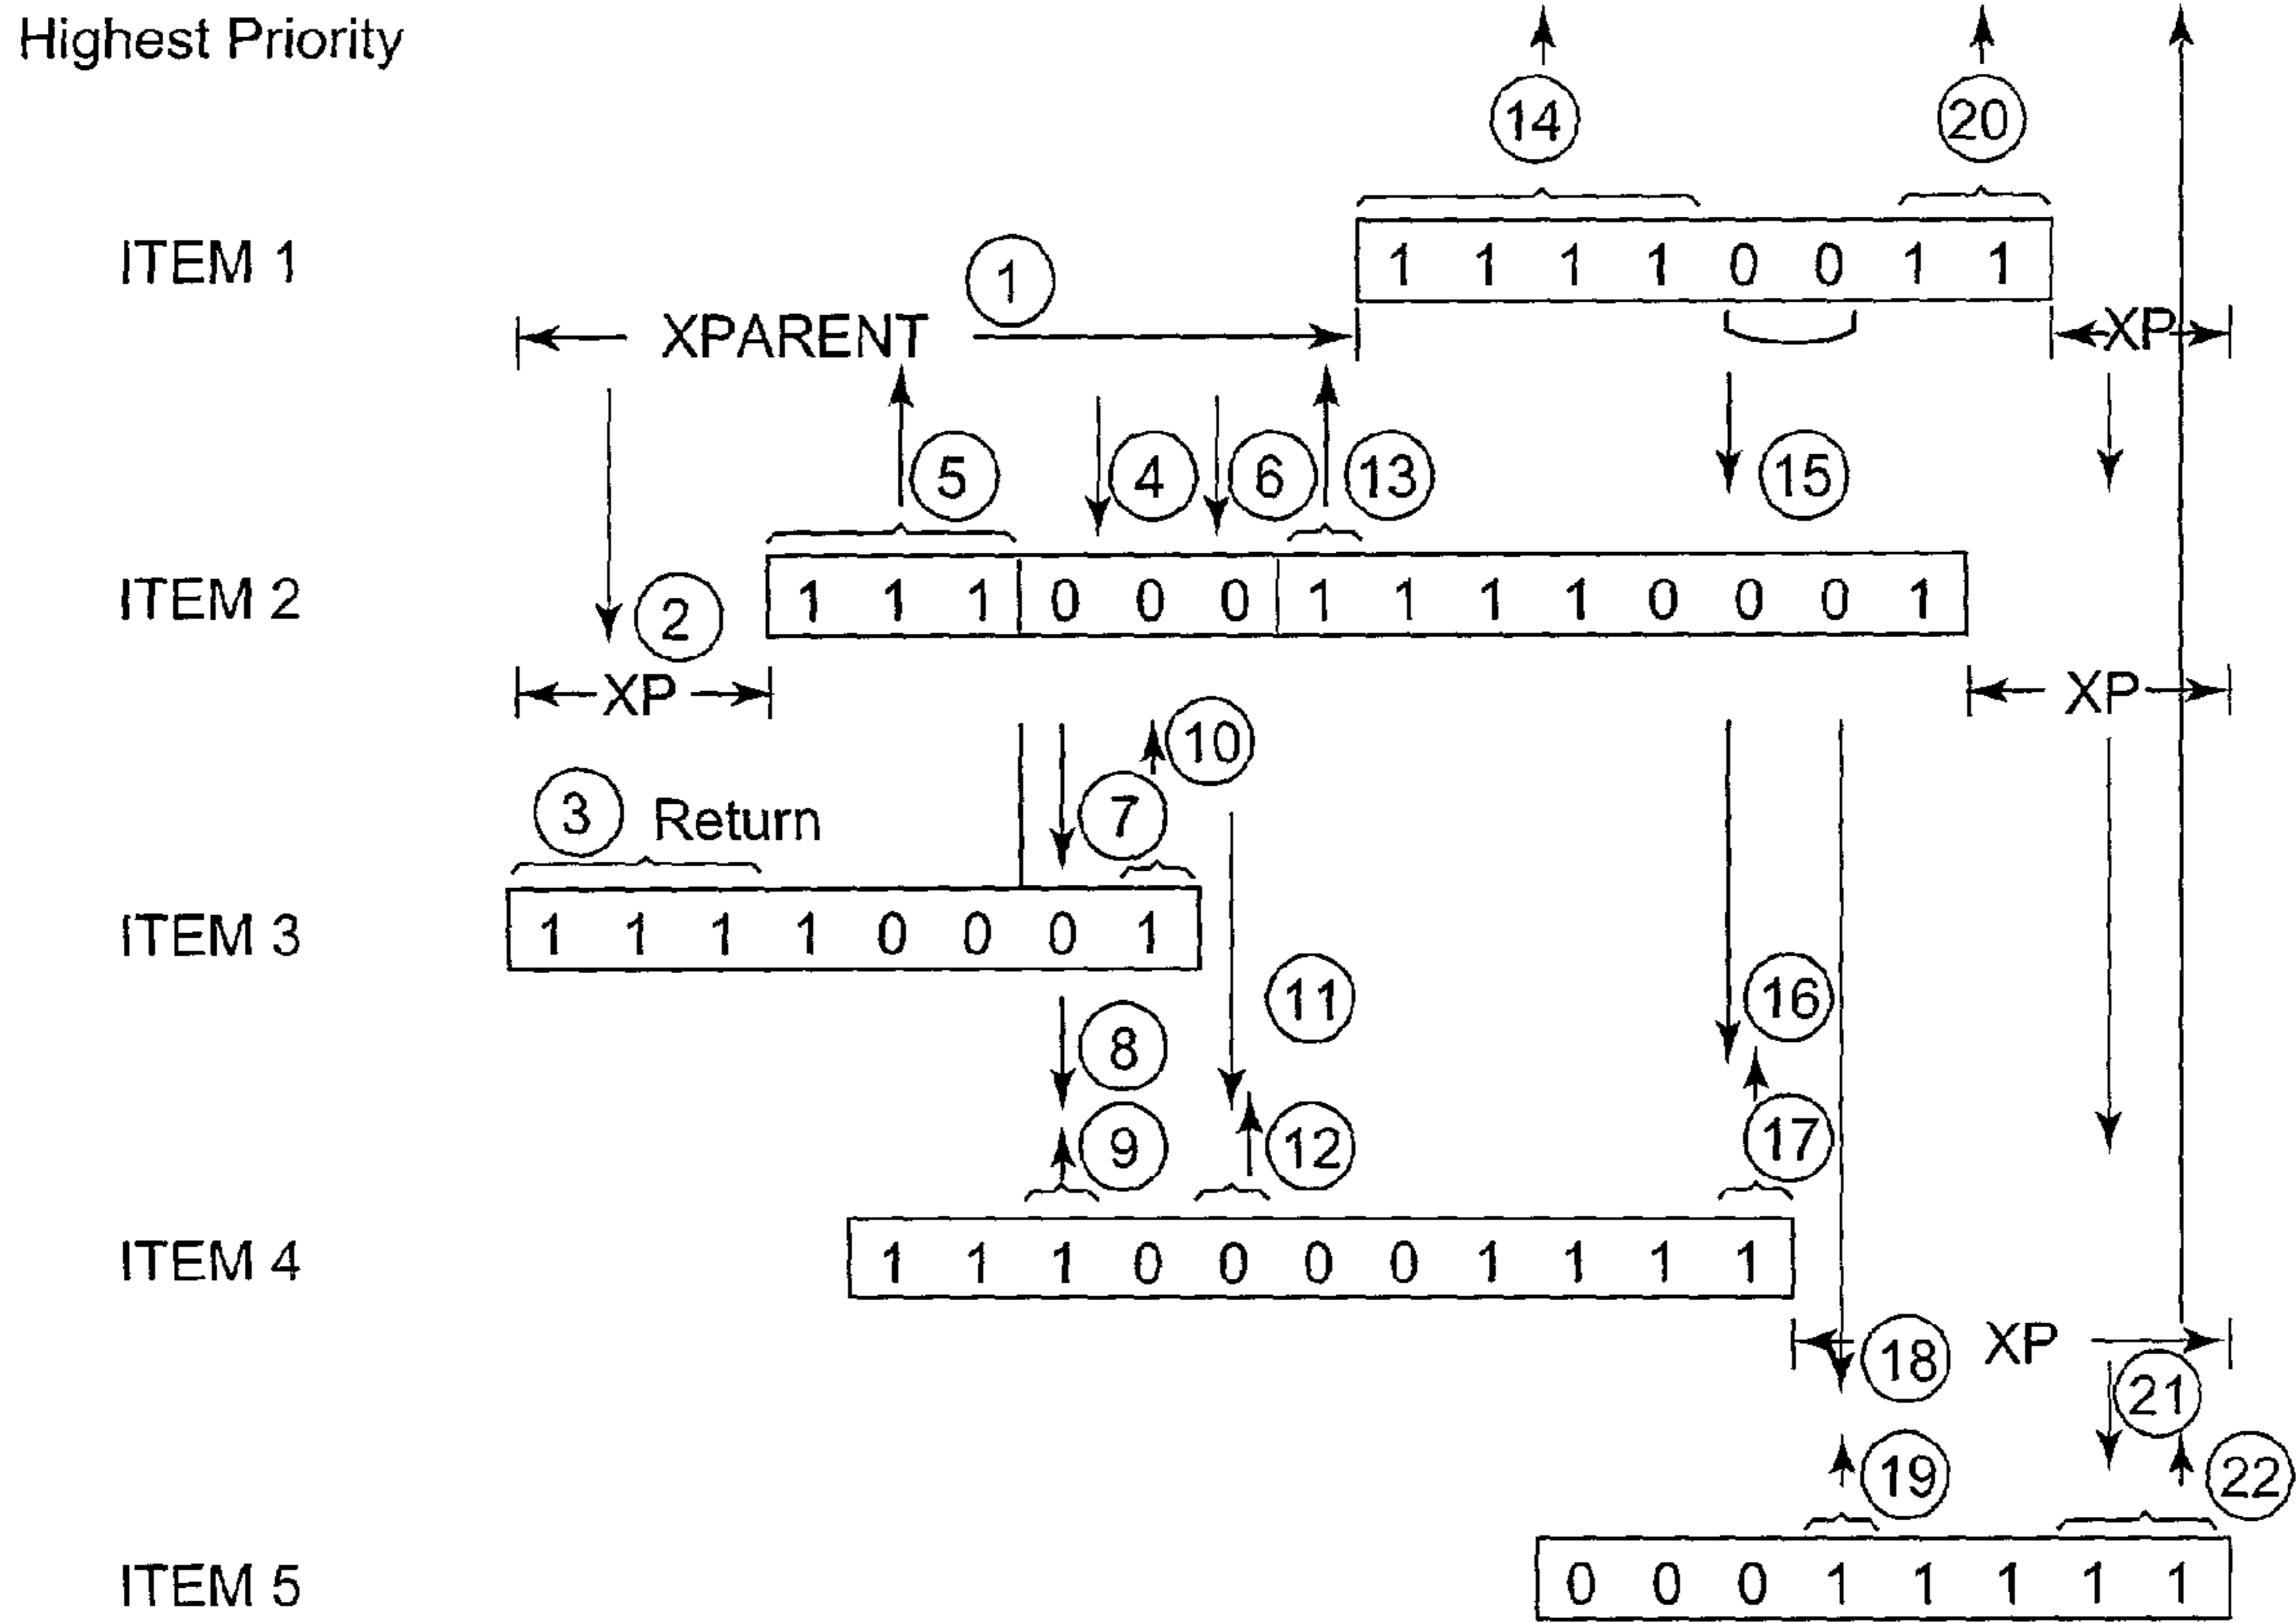 Highest Priority
14 20
ITEM 1 1 1 1 1 0 0 1 1
1
XPARENT XP
5 4 6 13 15
ITEM 2 1 1 1 0 0 0 1 1 1 1 0 0 0 1
2
XP XP
10
3 Return 7
ITEM 3 1 1 1 1 0 0 0 1
11 16
8
9 12 17
ITEM 4 1 1 1 0 0 0 0 1 1 1 1
18 XP
21
19 22
ITEM 5 0 0 0 1 1 1 1 1